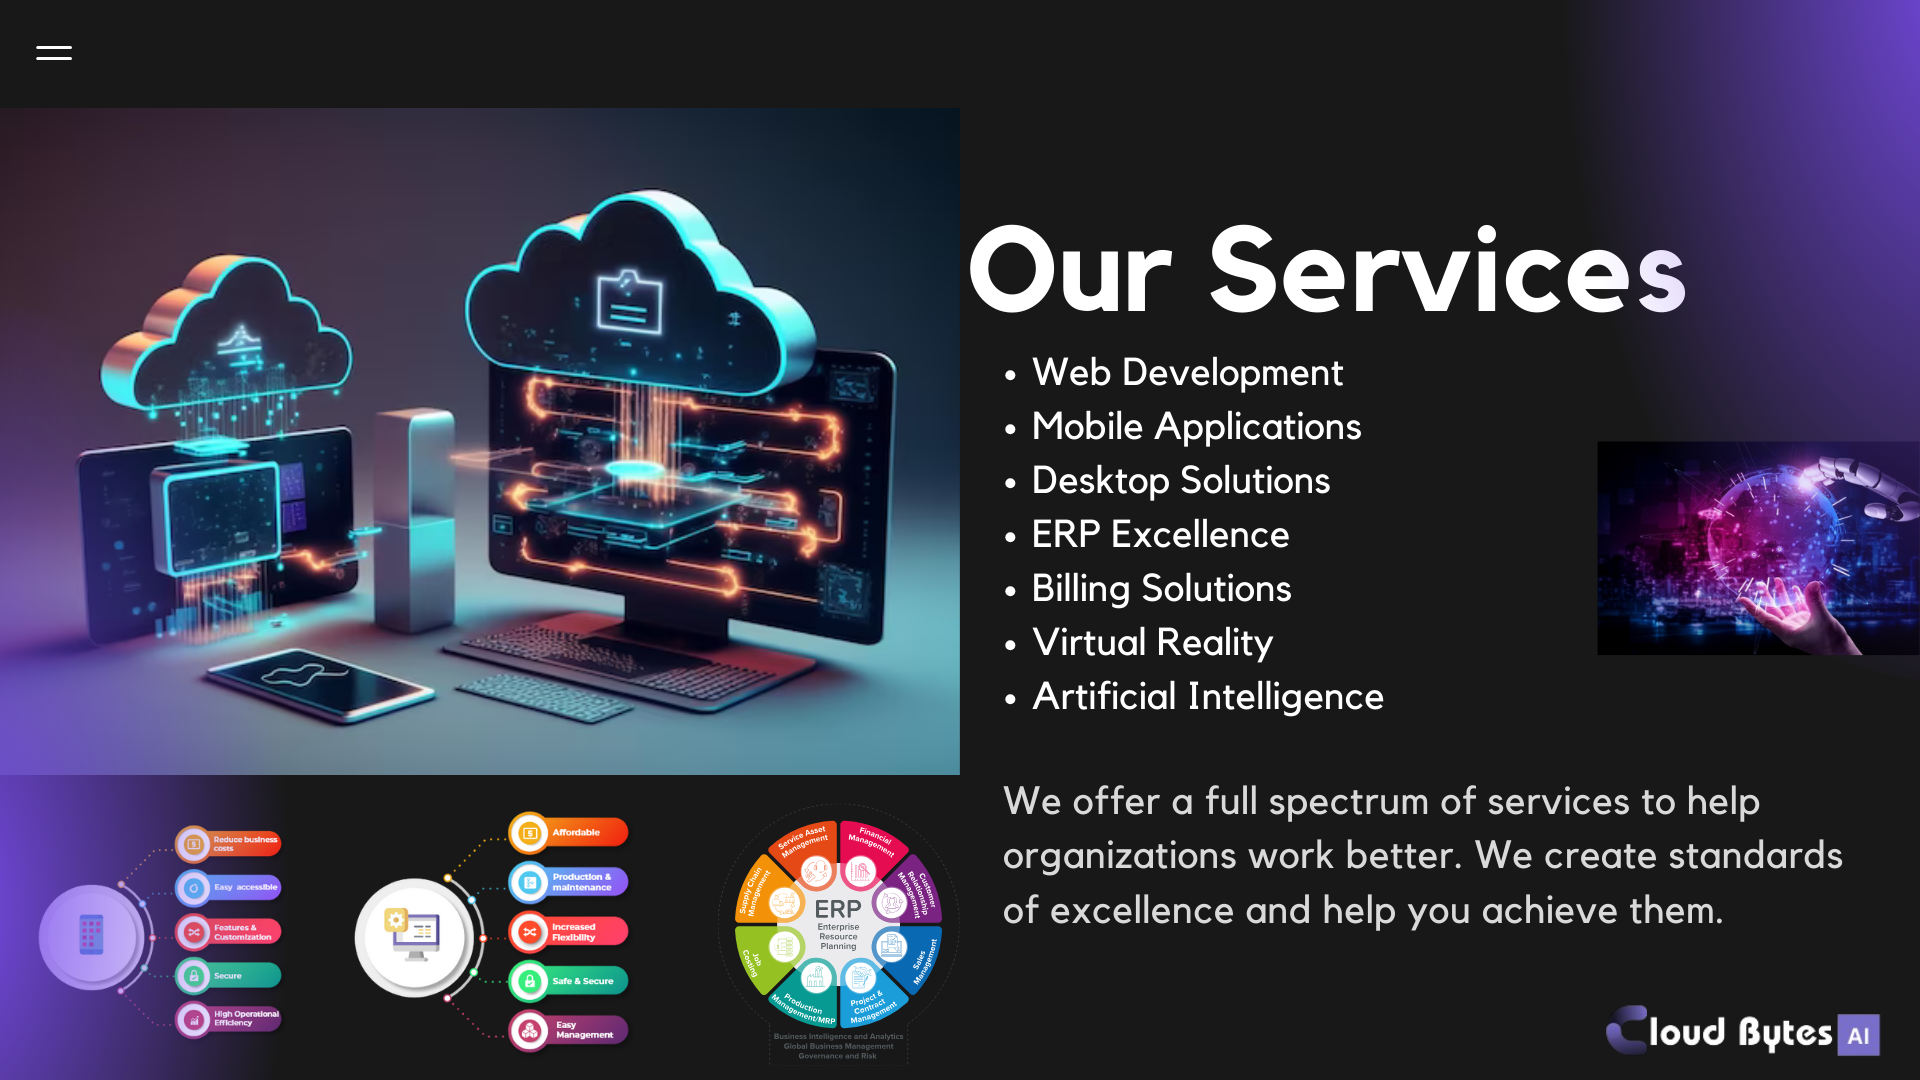 Our Services
• Web Development
• Mobile Applications
• Desktop Solutions
• ERP Excellence
• Billing Solutions
• Virtual Reality
• Artificial Intelligence
We offer a full spectrum of services to help
organizations work better. We create standards
of excellence and help you achieve them.
Reduce business
costs
Easy accessible
Features &
Customization
Secure
High Operational
Efficiency
Affordable
Production &
maintenance
Increased
Flexibility
Safe & Secure
Easy
Management
Service Asset
Management
Financial
Management
Customer
Relationship
Management
Sales
Management
Project &
Contract
Management
Production
Management/MRP
Job
Costing
Supply Chain
Management
ERP
Enterprise
Resource
Planning
Business Intelligence and Analytics
Global Business Management
Governance and Risk
Cloud Bytes AI